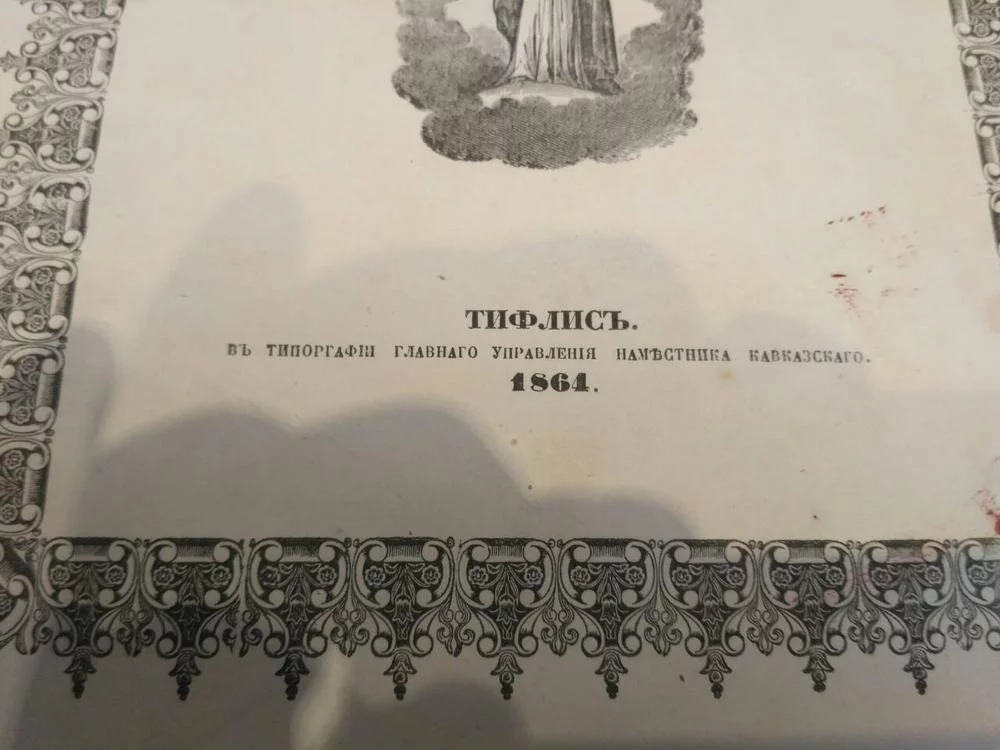 ТИФЛИСЪ.
ВЪ ТИПОРГАФІИ ГЛАВНАГО УПРАВЛЕНІЯ НАМѢСТНИКА КАВКАЗСКАГО.
1864.